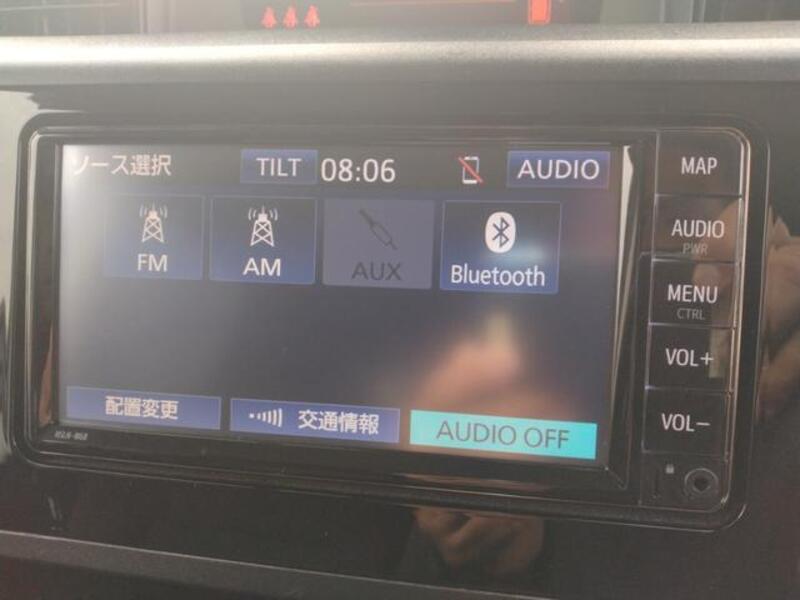 ソース選択 TILT 08:06 AUDIO
FM AM AUX Bluetooth
配置変更 交通情報 AUDIO OFF
MAP
AUDIO
PWR
MENU
CTRL
VOL+
VOL-